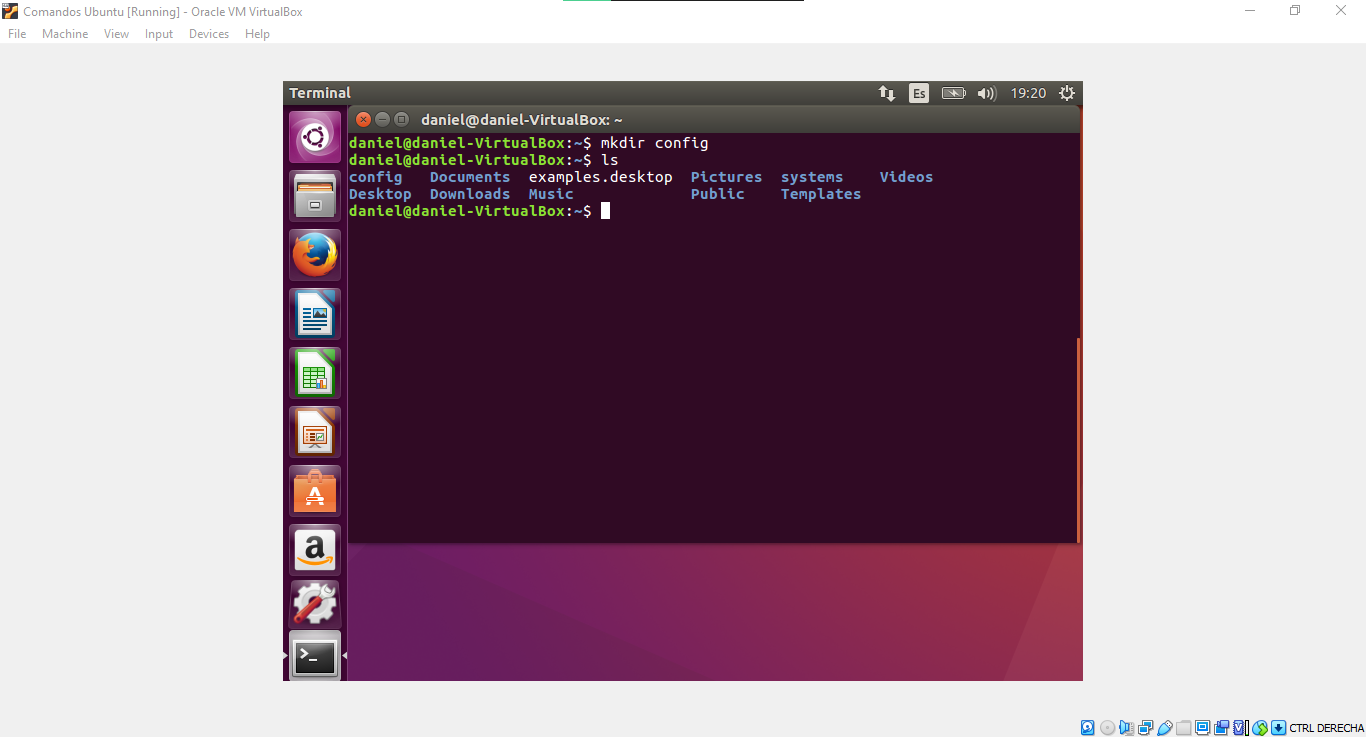 Comandos Ubuntu [Running] - Oracle VM VirtualBox
File Machine View Input Devices Help
Terminal Es 19:20
daniel@daniel-VirtualBox: ~
daniel@daniel-VirtualBox:~$ mkdir config
daniel@daniel-VirtualBox:~$ ls
config Documents examples.desktop Pictures systems Videos
Desktop Downloads Music Public Templates
daniel@daniel-VirtualBox:~$
CTRL DERECHA